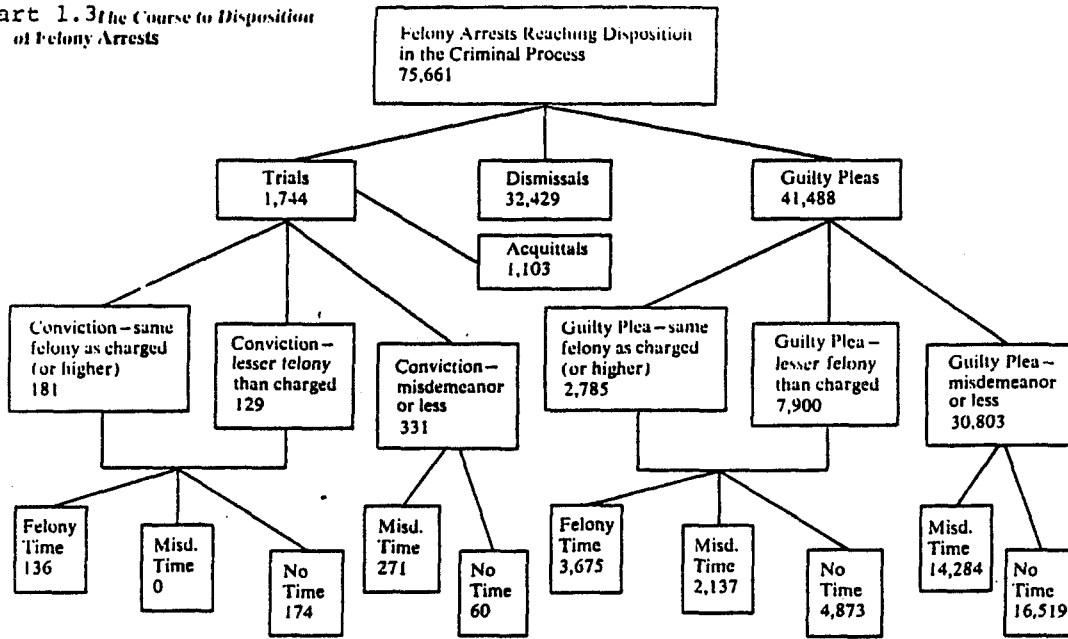 art 1.3 The Course to Disposition
of Felony Arrests
Felony Arrests Reaching Disposition
in the Criminal Process
75,661
Trials
1,744
Dismissals
32,429
Guilty Pleas
41,488
Acquittals
1,103
Conviction—same
felony as charged
(or higher)
181
Conviction—
lesser felony
than charged
129
Conviction—
misdemeanor
or less
331
Guilty Plea—same
felony as charged
(or higher)
2,785
Guilty Plea—
lesser felony
than charged
7,900
Guilty Plea—
misdemeanor
or less
30,803
Felony
Time
136
Misd.
Time
0
No
Time
174
Misd.
Time
271
No
Time
60
Felony
Time
3,675
Misd.
Time
2,137
No
Time
4,873
Misd.
Time
14,284
No
Time
16,519